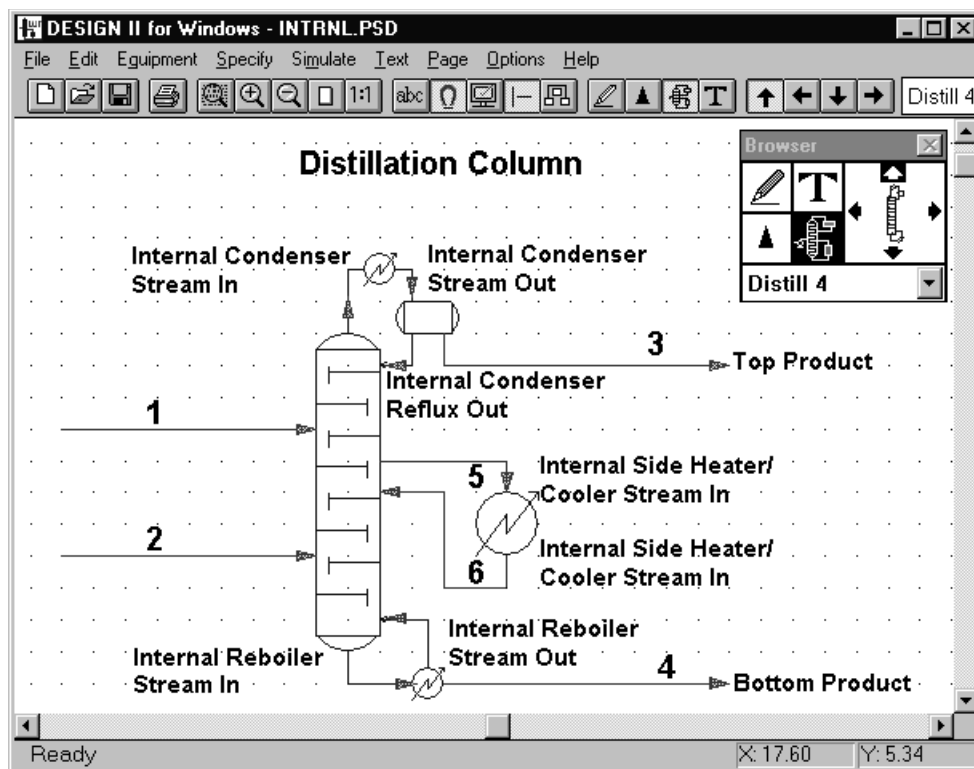 DESIGN II for Windows - INTRNL.PSD
File Edit Equipment Specify Simulate Text Page Options Help
1:1 abc T Distill 4
Browser
T
Distill 4
Distillation Column
Internal Condenser
Stream In
Internal Condenser
Stream Out
3
Top Product
Internal Condenser
Reflux Out
1
5
Internal Side Heater/
Cooler Stream In
2
6
Internal Side Heater/
Cooler Stream In
Internal Reboiler
Stream Out
Internal Reboiler
Stream In
4
Bottom Product
Ready X: 17.60 Y: 5.34